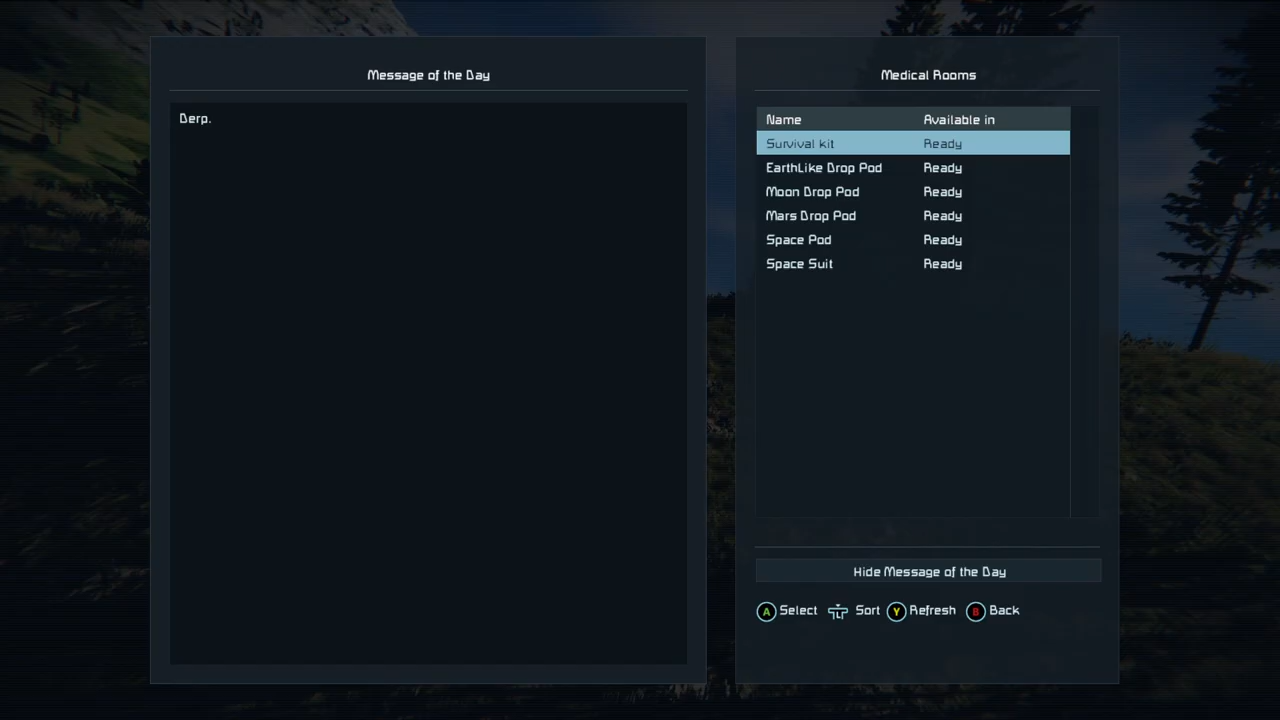 Message of the Day
Derp.
Medical Rooms
Name Available in
Survival kit Ready
EarthLike Drop Pod Ready
Moon Drop Pod Ready
Mars Drop Pod Ready
Space Pod Ready
Space Suit Ready
Hide Message of the Day
A Select Sort Y Refresh B Back